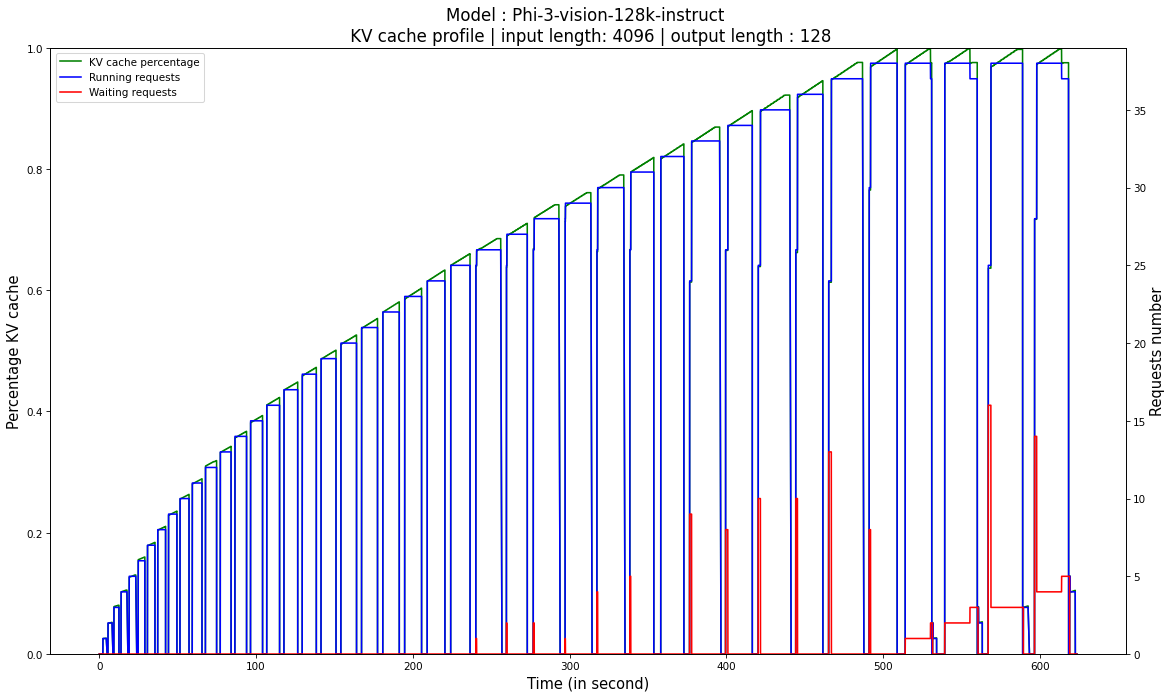 Model : Phi-3-vision-128k-instruct
KV cache profile | input length: 4096 | output length : 128
KV cache percentage
Running requests
Waiting requests
1.0
0.8
0.6
0.4
0.2
0.0
Percentage KV cache
35
30
25
20
15
10
5
0
Requests number
0 100 200 300 400 500 600
Time (in second)